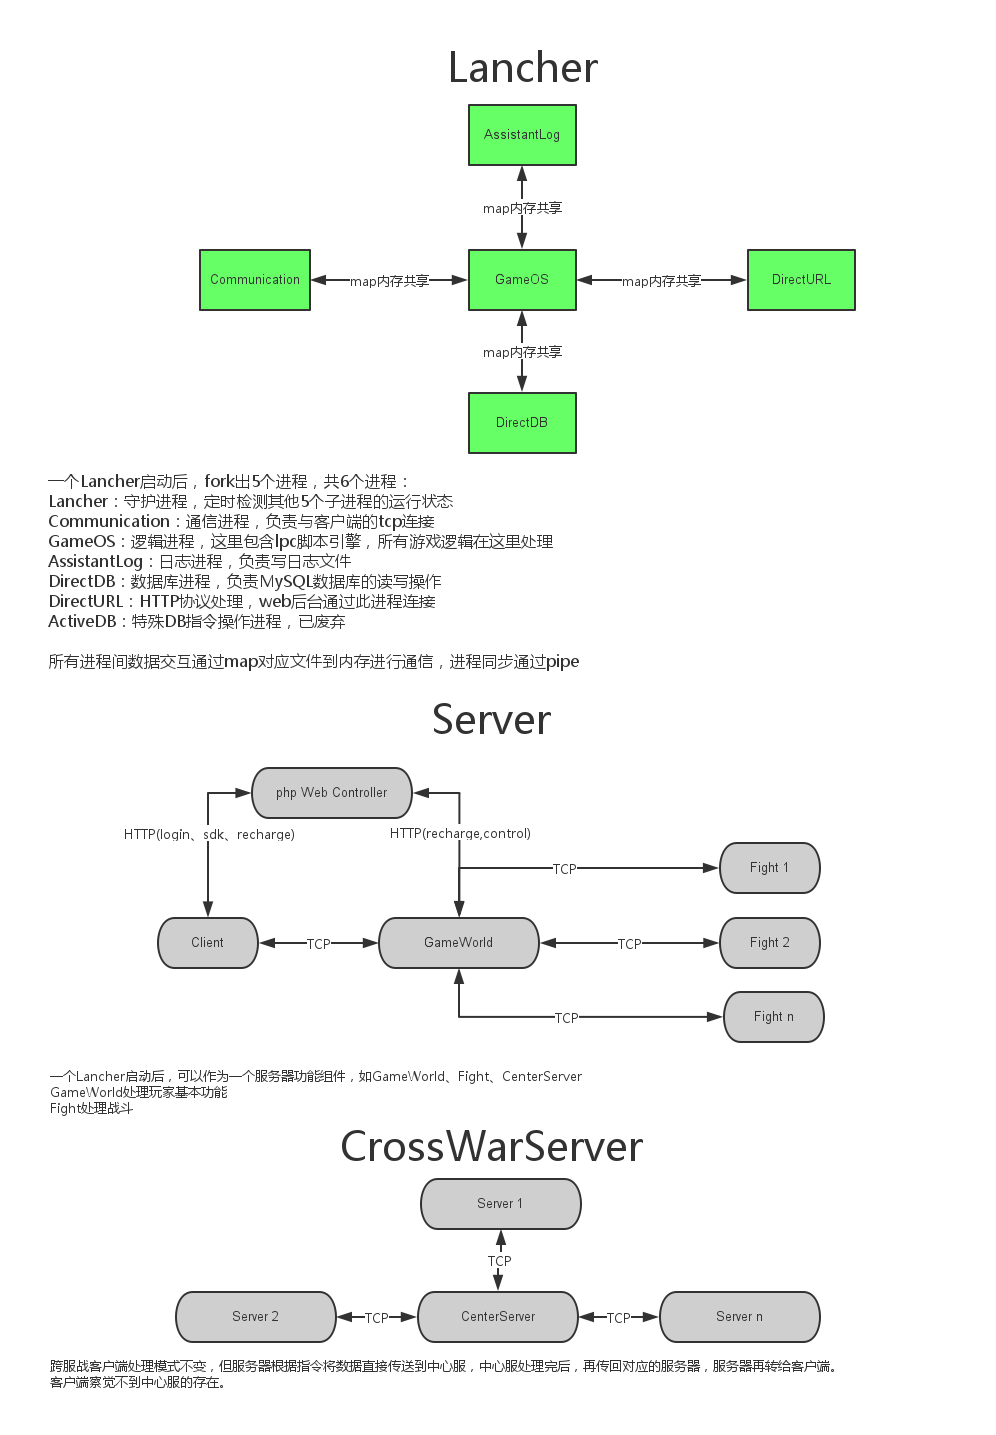 Lancher
AssistantLog
map内存共享
Communication
map内存共享
GameOS
map内存共享
DirectURL
map内存共享
DirectDB
一个Lancher启动后，fork出5个进程，共6个进程：
Lancher：守护进程，定时检测其他5个子进程的运行状态
Communication：通信进程，负责与客户端的tcp连接
GameOS：逻辑进程，这里包含lpc脚本引擎，所有游戏逻辑在这里处理
AssistantLog：日志进程，负责写日志文件
DirectDB：数据库进程，负责MySQL数据库的读写操作
DirectURL：HTTP协议处理，web后台通过此进程连接
ActiveDB：特殊DB指令操作进程，已废弃
所有进程间数据交互通过map对应文件到内存进行通信，进程同步通过pipe
Server
php Web Controller
HTTP(login、sdk、recharge)
HTTP(recharge,control)
TCP
Fight 1
Client
TCP
GameWorld
TCP
Fight 2
TCP
Fight n
一个Lancher启动后，可以作为一个服务器功能组件，如GameWorld、Fight、CenterServer
GameWorld处理玩家基本功能
Fight处理战斗
CrossWarServer
Server 1
TCP
Server 2
TCP
CenterServer
TCP
Server n
跨服战客户端处理模式不变，但服务器根据指令将数据直接传送到中心服，中心服处理完后，再传回对应的服务器，服务器再转给客户端。
客户端察觉不到中心服的存在。